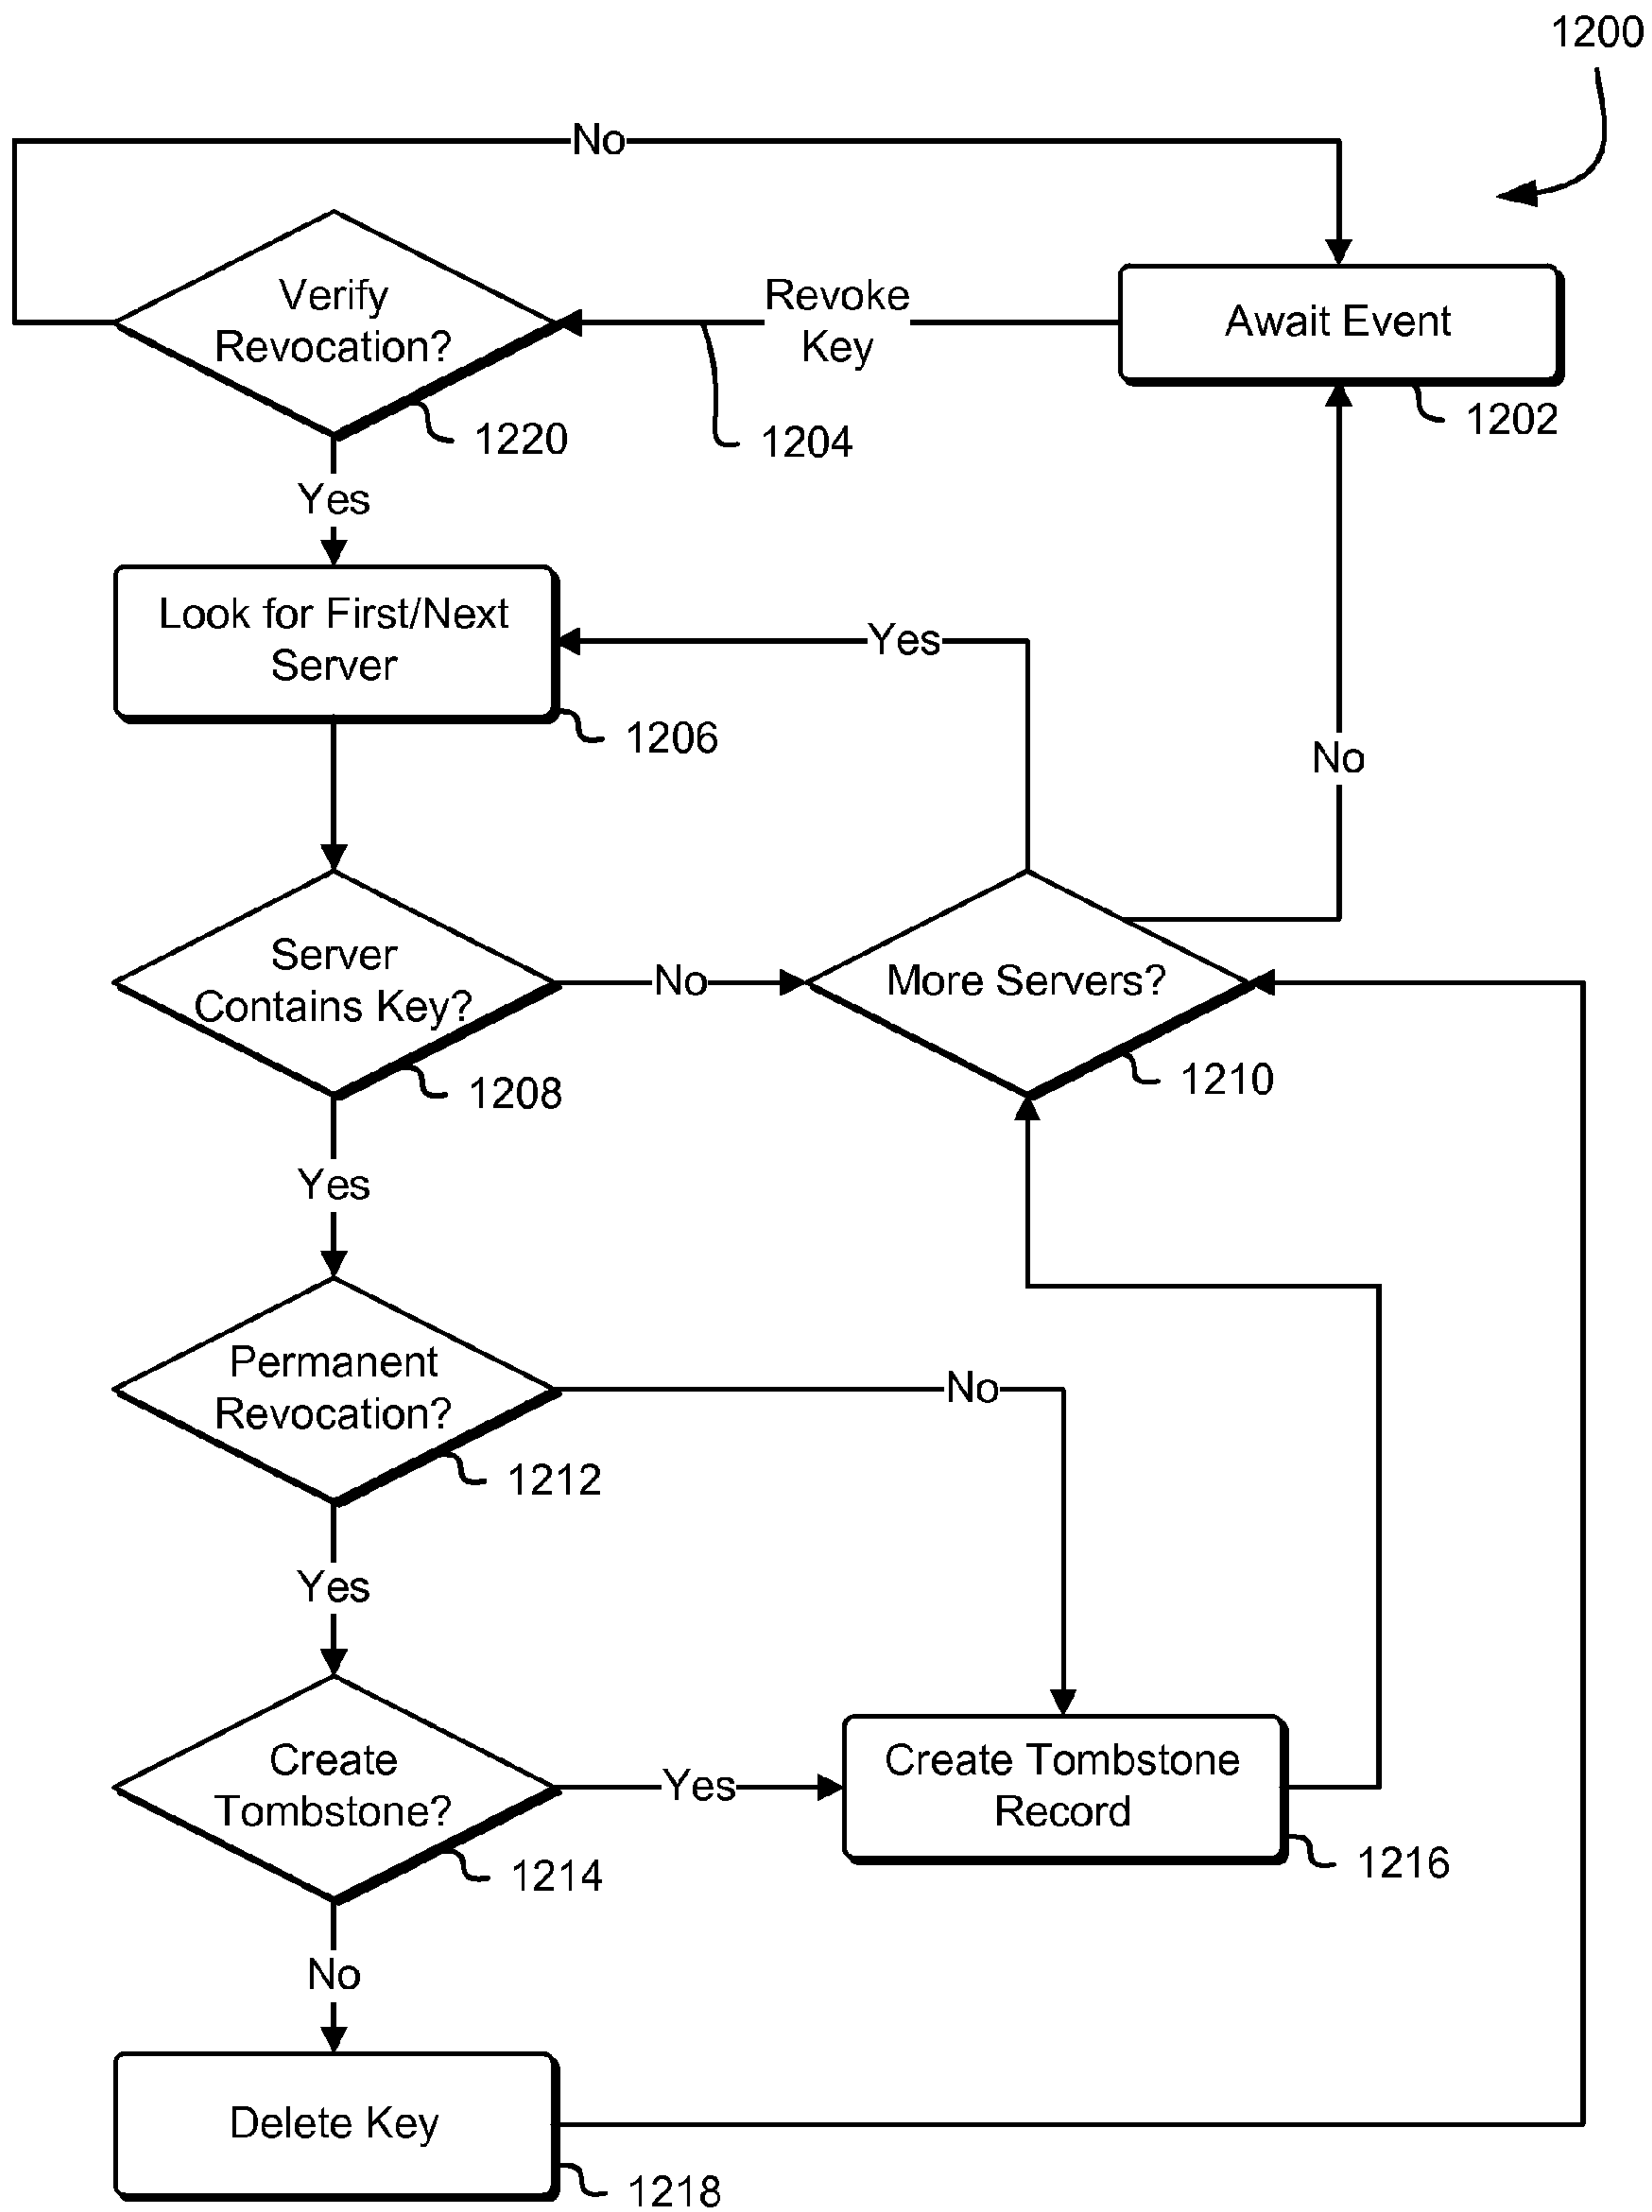 1200
No
Verify
Revocation?
Revoke
Key
Await Event
1220
1204
1202
Yes
Look for First/Next
Server
Yes
1206
No
Server
Contains Key?
No
More Servers?
1208
1210
Yes
Permanent
Revocation?
No
1212
Yes
Create
Tombstone?
Yes
Create Tombstone
Record
1214
1216
No
Delete Key
1218